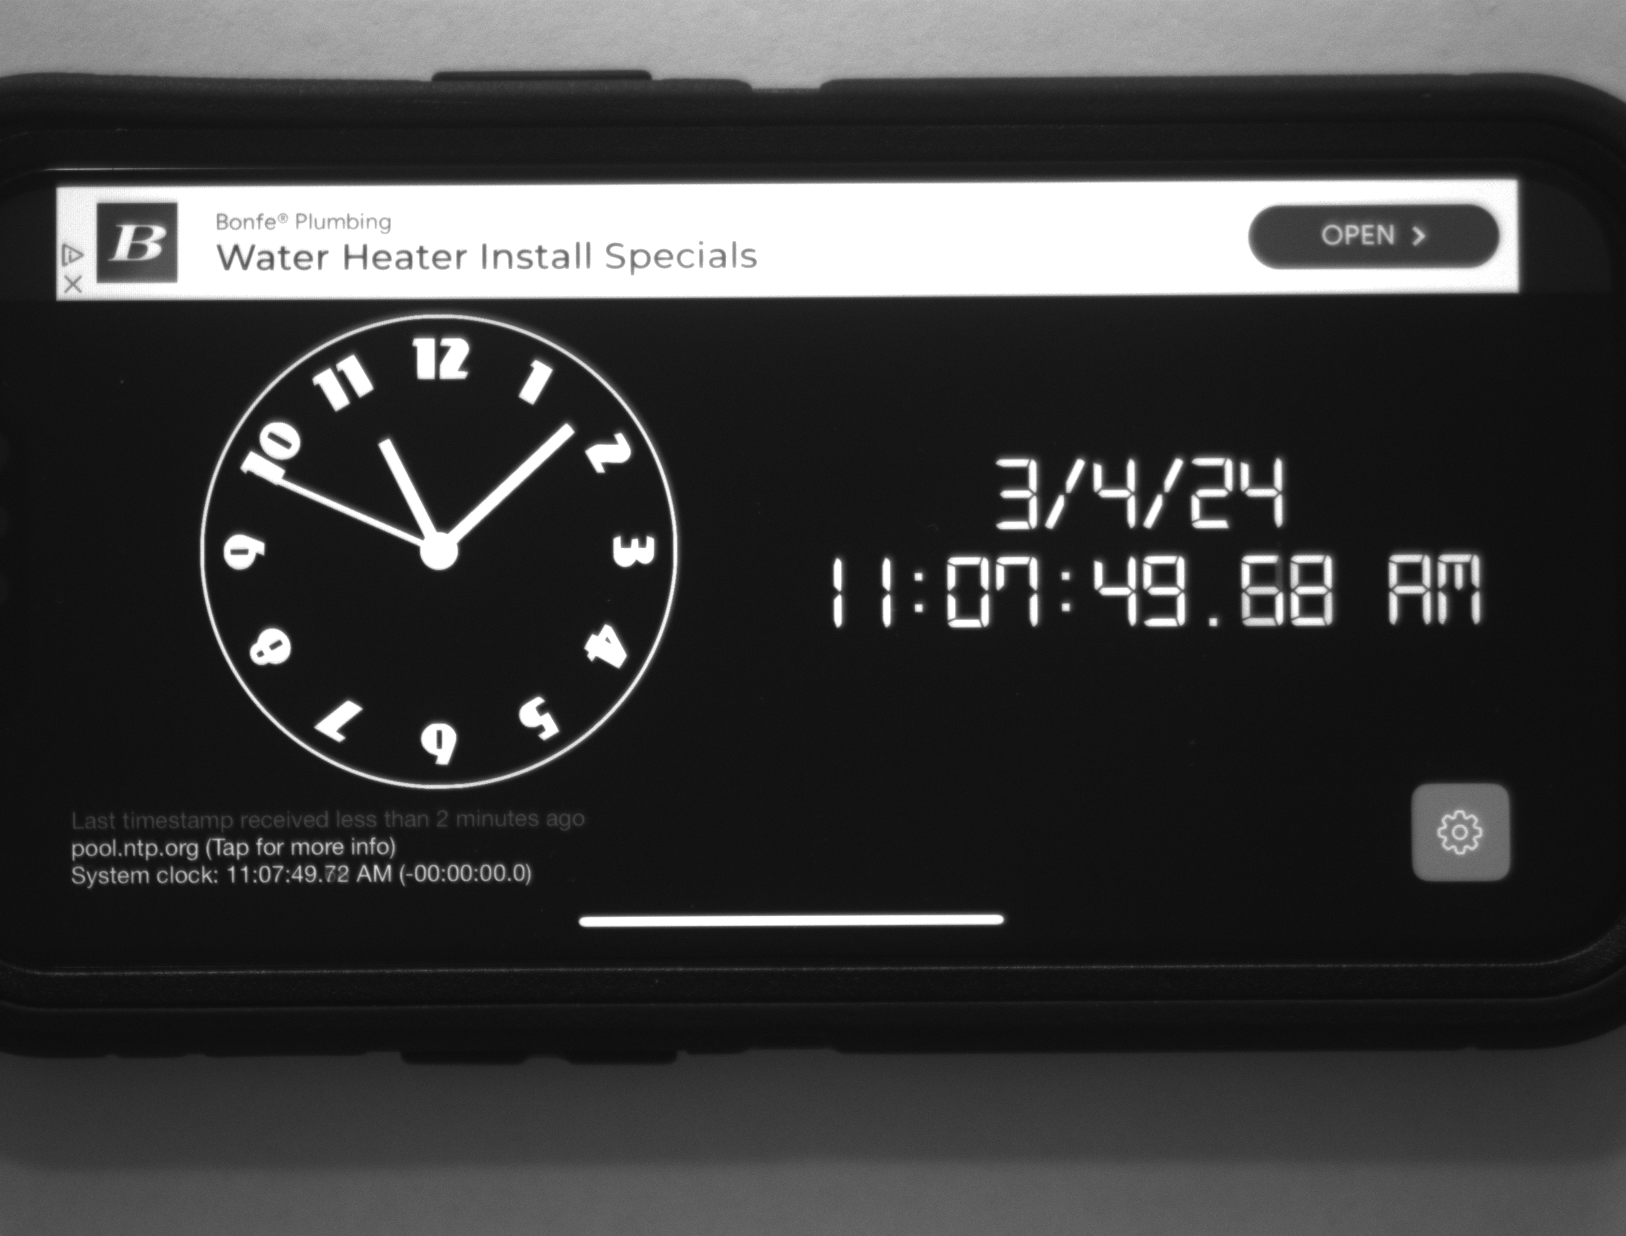 B
Bonfe® Plumbing
Water Heater Install Specials
OPEN >
12
1
2
3
4
5
6
7
8
9
10
11
3/4/24
11:07:49.68 AM
Last timestamp received less than 2 minutes ago
pool.ntp.org (Tap for more info)
System clock: 11:07:49.72 AM (-00:00:00.0)